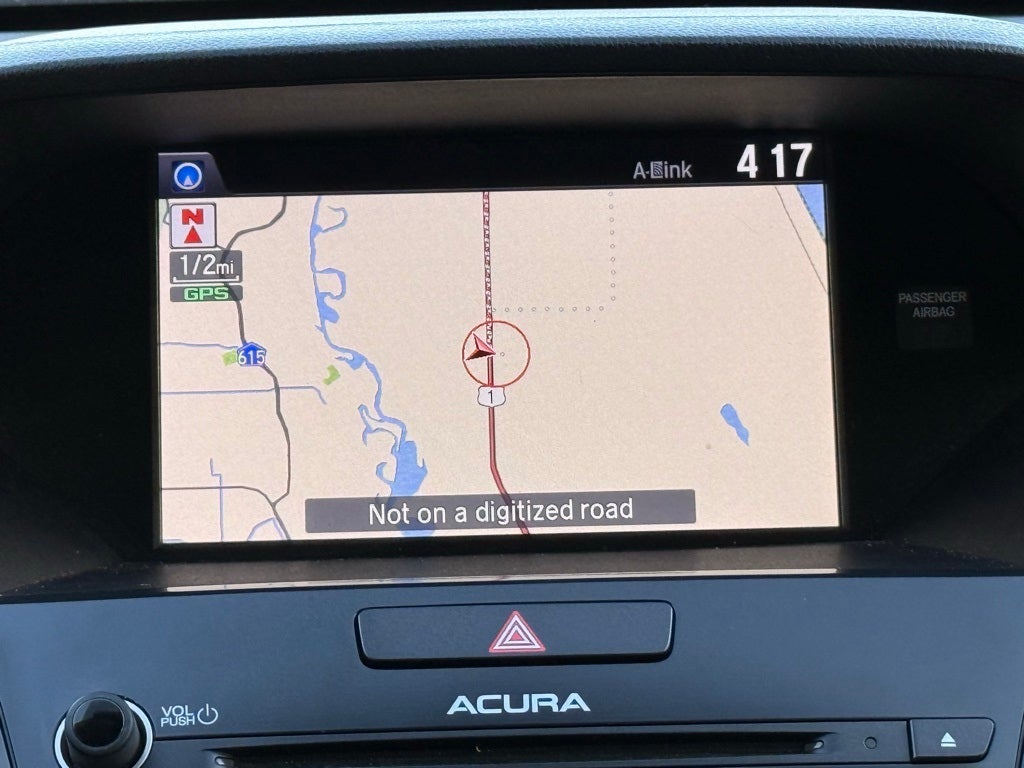 A-Link
4 17
N
1/2mi
GPS
615
1
Not on a digitized road
PASSENGER
AIRBAG
VOL
PUSH
ACURA